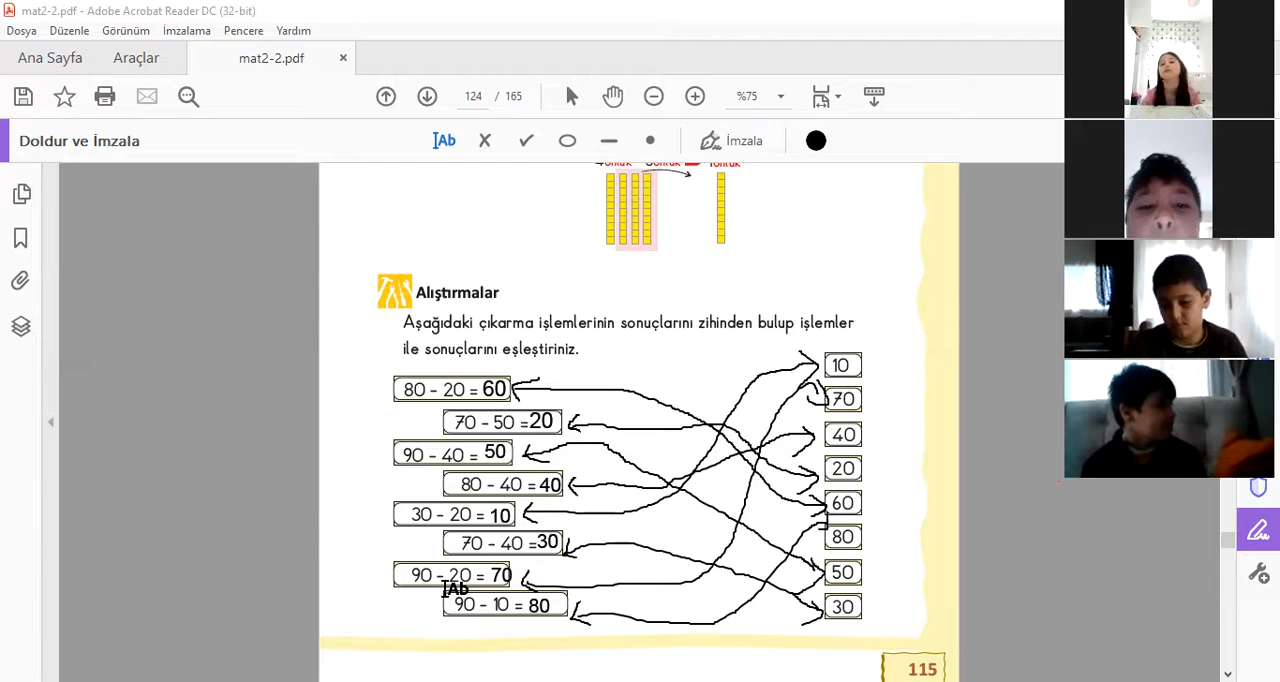 mat2-2.pdf - Adobe Acrobat Reader DC (32-bit)
Dosya Düzenle Görünüm İmzalama Pencere Yardım
Ana Sayfa Araçlar mat2-2.pdf ×
124 / 165 %75
Doldur ve İmzala Ab İmzala
Alıştırmalar
Aşağıdaki çıkarma işlemlerinin sonuçlarını zihinden bulup işlemler
ile sonuçlarını eşleştiriniz.
80 - 20 = 60
70 - 50 = 20
90 - 40 = 50
80 - 40 = 40
30 - 20 = 10
70 - 40 = 30
90 - 20 = 70
Ab
90 - 10 = 80
10
70
40
20
60
80
50
30
115